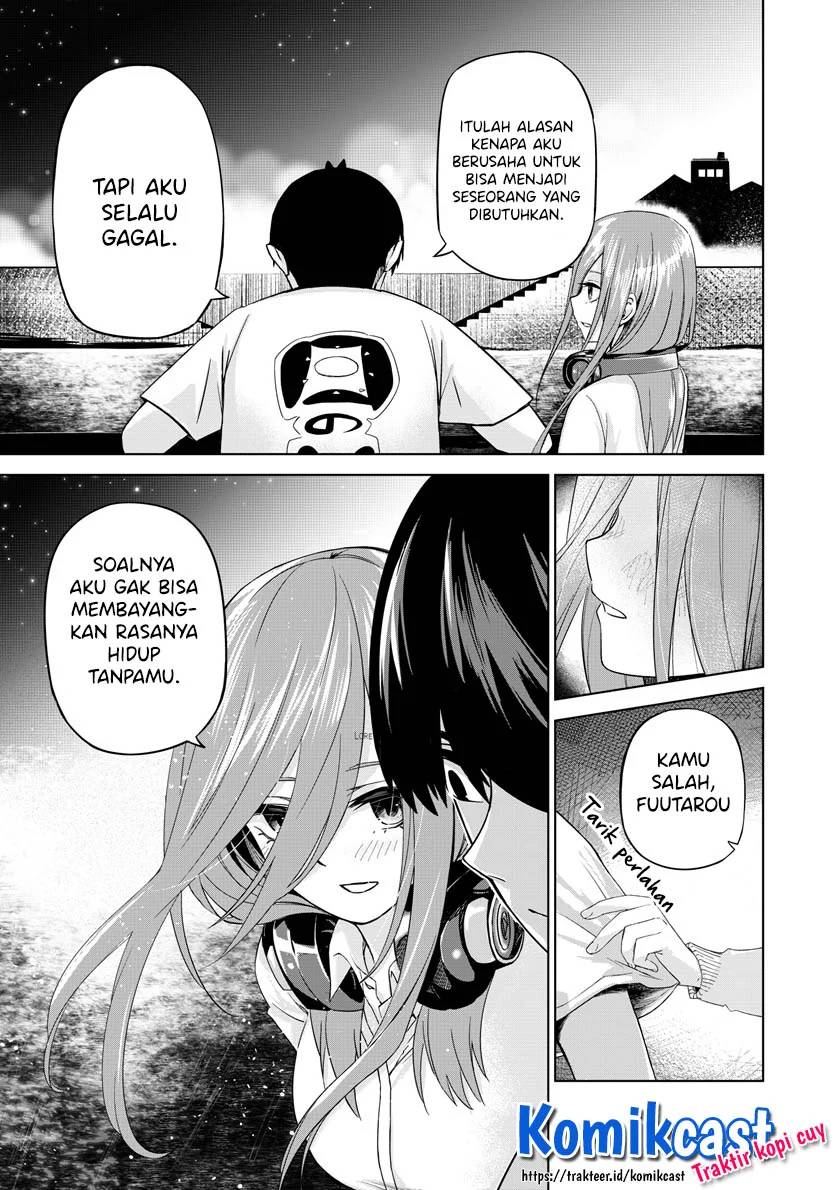 ITULAH ALASAN
KENAPA AKU
BERUSAHA UNTUK
BISA MENJADI
SESEORANG YANG
DIBUTUHKAN.
TAPI AKU
SELALU
GAGAL.
KAMU
SALAH,
FUUTAROU
Tarik perlahan
SOALNYA
AKU GAK BISA
MEMBAYANG-
KAN RASANYA
HIDUP
TANPAMU.
Komikcast
Traktir kopi cuy
https://trakteer.id/komikcast